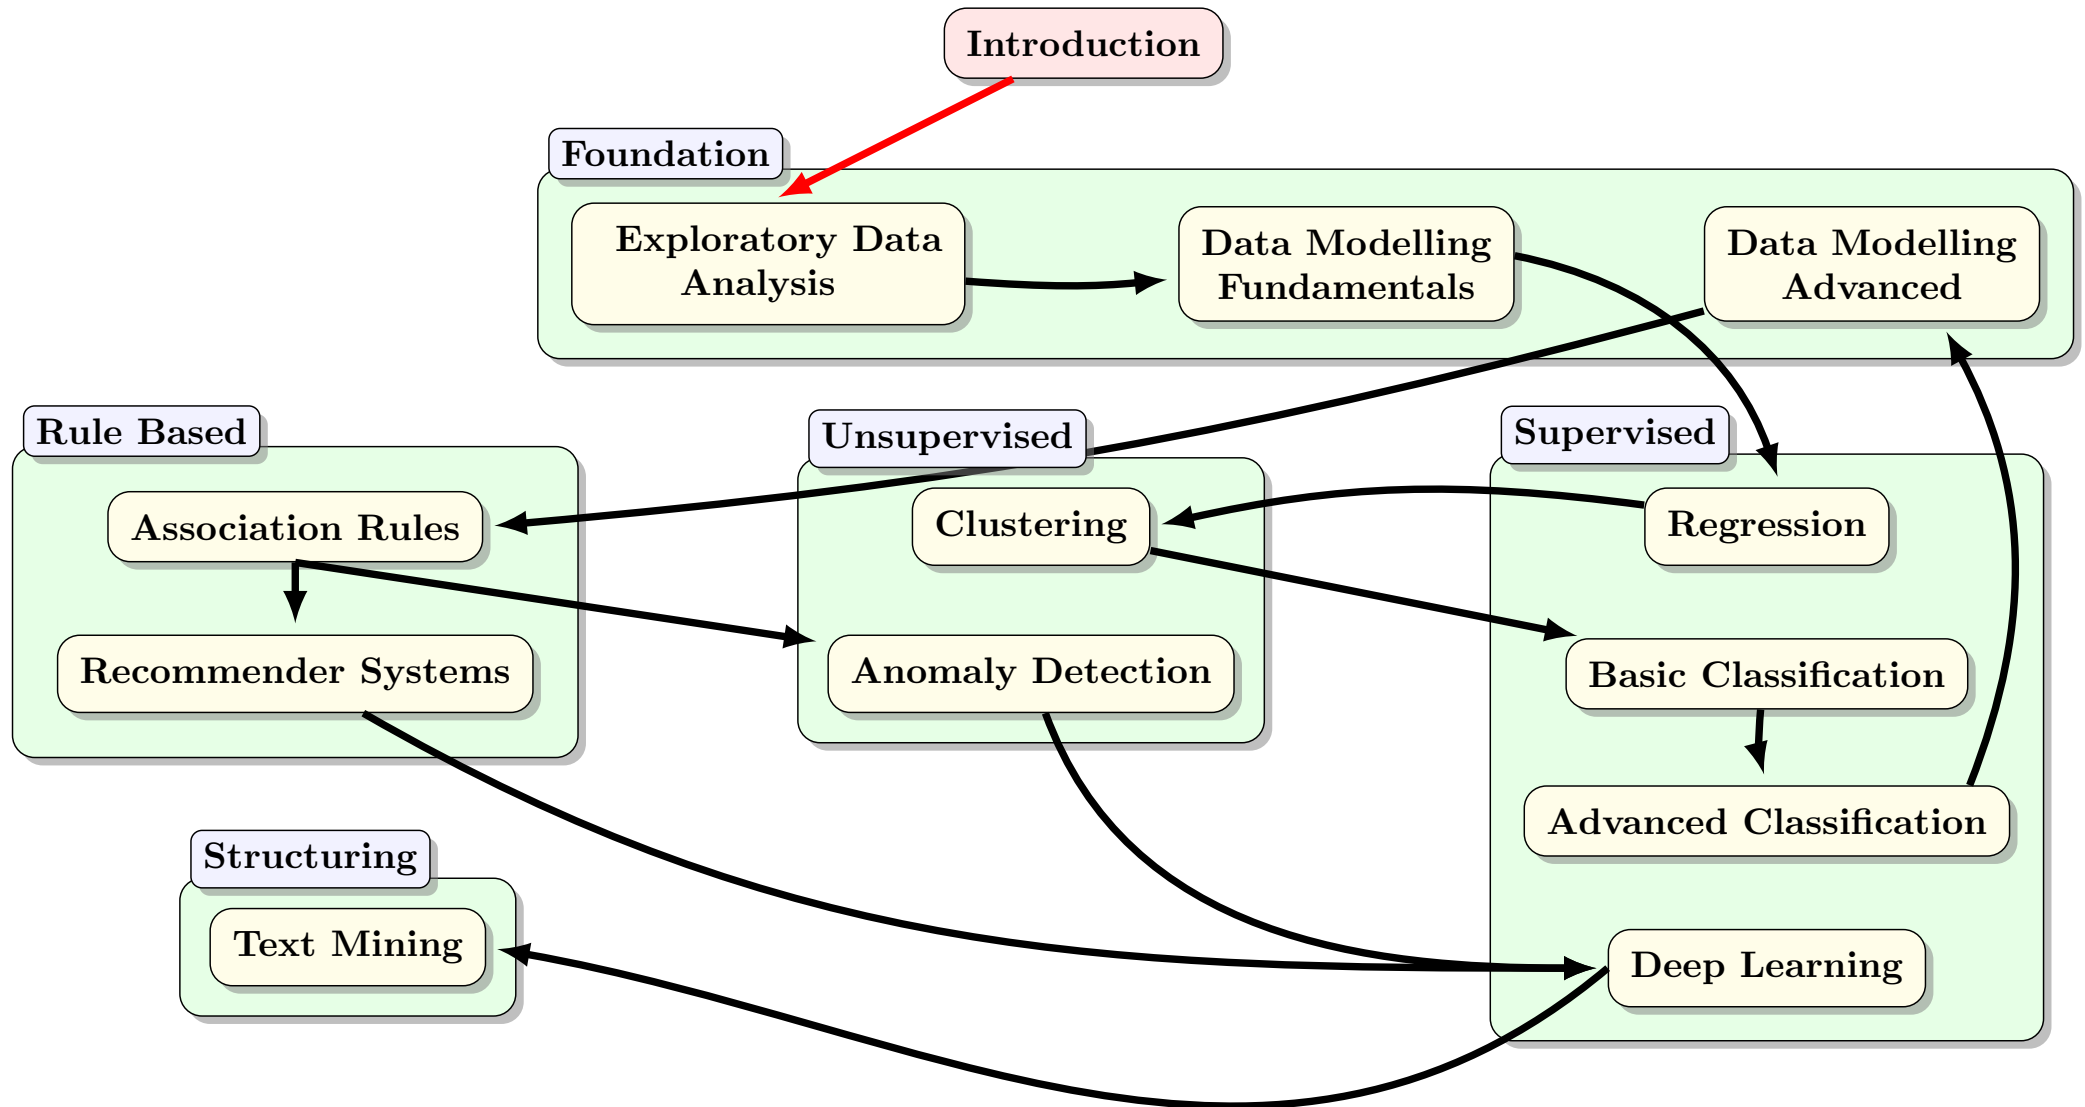 Introduction
Foundation
Exploratory Data
Analysis
Data Modelling
Fundamentals
Data Modelling
Advanced
Rule Based
Association Rules
Recommender Systems
Unsupervised
Clustering
Anomaly Detection
Supervised
Regression
Basic Classification
Advanced Classification
Deep Learning
Structuring
Text Mining